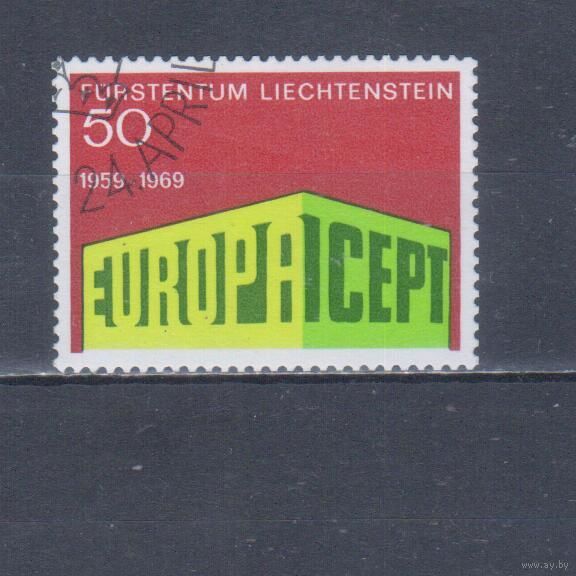 FÜRSTENTUM LIECHTENSTEIN
50
24. APRIL
1959-1969
EUROPA CEPT
www.ay.by